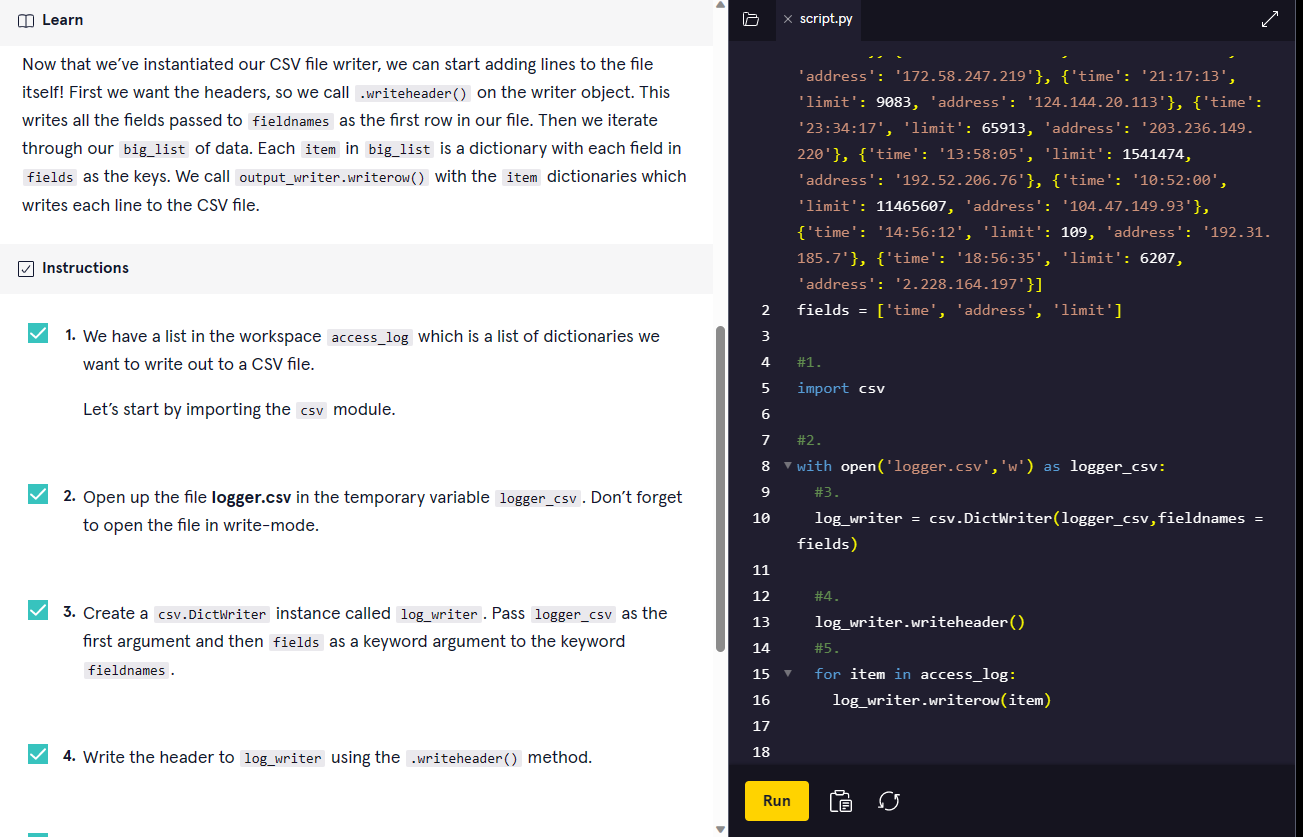 Learn
Now that we've instantiated our CSV file writer, we can start adding lines to the file
itself! First we want the headers, so we call .writeheader() on the writer object. This
writes all the fields passed to fieldnames as the first row in our file. Then we iterate
through our big_list of data. Each item in big_list is a dictionary with each field in
fields as the keys. We call output_writer.writerow() with the item dictionaries which
writes each line to the CSV file.
Instructions
1. We have a list in the workspace access_log which is a list of dictionaries we
want to write out to a CSV file.
Let's start by importing the csv module.
2. Open up the file logger.csv in the temporary variable logger_csv. Don't forget
to open the file in write-mode.
3. Create a csv.DictWriter instance called log_writer. Pass logger_csv as the
first argument and then fields as a keyword argument to the keyword
fieldnames.
4. Write the header to log_writer using the .writeheader() method.
script.py
'address': '172.58.247.219'}, {'time': '21:17:13',
'limit': 9083, 'address': '124.144.20.113'}, {'time':
'23:34:17', 'limit': 65913, 'address': '203.236.149.
220'}, {'time': '13:58:05', 'limit': 1541474,
'address': '192.52.206.76'}, {'time': '10:52:00',
'limit': 11465607, 'address': '104.47.149.93'},
{'time': '14:56:12', 'limit': 109, 'address': '192.31.
185.7'}, {'time': '18:56:35', 'limit': 6207,
'address': '2.228.164.197'}]
2 fields = ['time', 'address', 'limit']
3
4 #1.
5 import csv
6
7 #2.
8 with open('logger.csv','w') as logger_csv:
9 #3.
10 log_writer = csv.DictWriter(logger_csv,fieldnames =
fields)
11
12 #4.
13 log_writer.writeheader()
14 #5.
15 for item in access_log:
16 log_writer.writerow(item)
17
18
Run